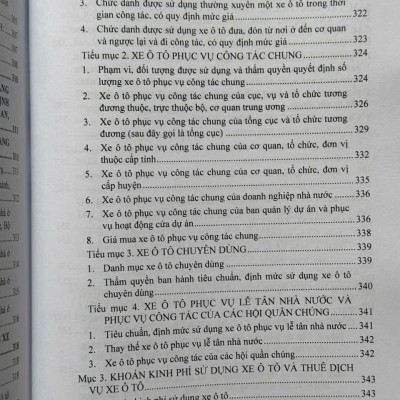 3. Chức danh được sử dụng thường xuyên một xe ô tô trong thời
gian công tác, có quy định mức giá 322
4. Chức danh được sử dụng xe ô tô đưa, đón từ nơi ở đến cơ quan
và ngược lại và đi công tác, có quy định mức giá 324
Tiểu mục 2. XE Ô TÔ PHỤC VỤ CÔNG TÁC CHUNG 324
1. Phạm vi, đối tượng được sử dụng và thẩm quyền quyết định số
lượng xe ô tô phục vụ công tác chung 324
2. Xe ô tô phục vụ công tác chung của cục, vụ và tổ chức tương
đương thuộc, trực thuộc bộ, cơ quan trung ương 326
3. Xe ô tô phục vụ công tác chung của tổng cục và tổ chức tương
đương (sau đây gọi là tổng cục) 329
4. Xe ô tô phục vụ công tác chung của cơ quan, tổ chức, đơn vị
thuộc cấp tỉnh 332
5. Xe ô tô phục vụ công tác chung của cơ quan, tổ chức, đơn vị
cấp huyện 335
6. Xe ô tô phục vụ công tác chung của doanh nghiệp nhà nước 336
7. Xe ô tô phục vụ công tác chung của ban quản lý dự án và phục
vụ hoạt động của dự án 336
8. Giá mua xe ô tô phục vụ công tác chung 338
Tiểu mục 3. XE Ô TÔ CHUYÊN DÙNG 339
1. Danh mục xe ô tô chuyên dùng 339
2. Thẩm quyền ban hành tiêu chuẩn, định mức sử dụng xe ô tô
chuyên dùng 340
Tiểu mục 4. XE Ô TÔ PHỤC VỤ LỄ TÂN NHÀ NƯỚC VÀ
PHỤC VỤ CÔNG TÁC CỦA CÁC HỘI QUẦN CHÚNG 341
1. Tiêu chuẩn, định mức sử dụng xe ô tô phục vụ lễ tân nhà nước 341
2. Thay thế xe ô tô phục vụ lễ tân nhà nước 342
3. Xe ô tô phục vụ công tác của các hội quần chúng 342
Mục 3. KHOÁN KINH PHÍ SỬ DỤNG XE Ô TÔ VÀ THUÊ DỊCH
VỤ XE Ô TÔ 343
kinh phí sử dụng xe ô tô 343